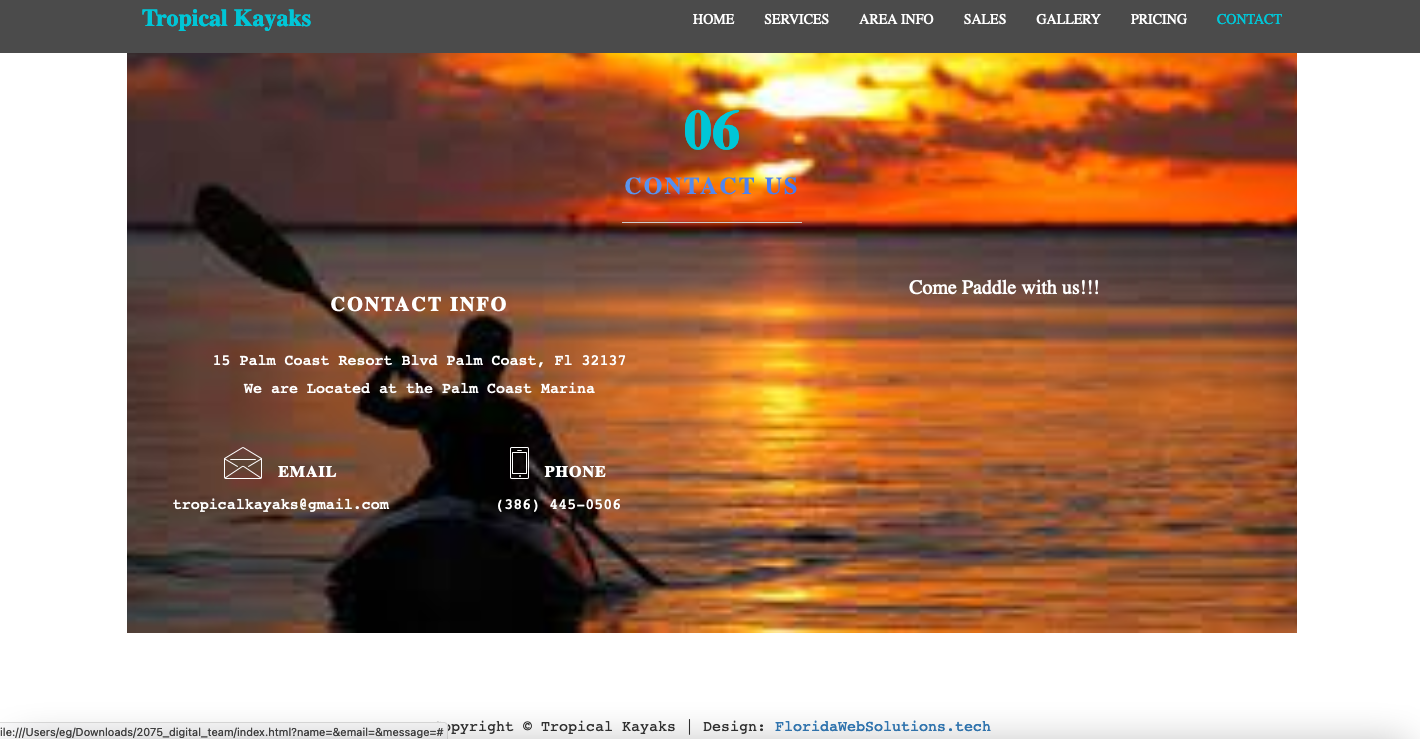 Tropical Kayaks
HOME SERVICES AREA INFO SALES GALLERY PRICING CONTACT
06
CONTACT US
CONTACT INFO
15 Palm Coast Resort Blvd Palm Coast, Fl 32137
We are Located at the Palm Coast Marina
EMAIL
tropicalkayaks@gmail.com
PHONE
(386) 445-0506
Come Paddle with us!!!
opyright © Tropical Kayaks | Design: FloridaWebSolutions.tech
ile:///Users/eg/Downloads/2075_digital_team/index.html?name=&email=&message=#